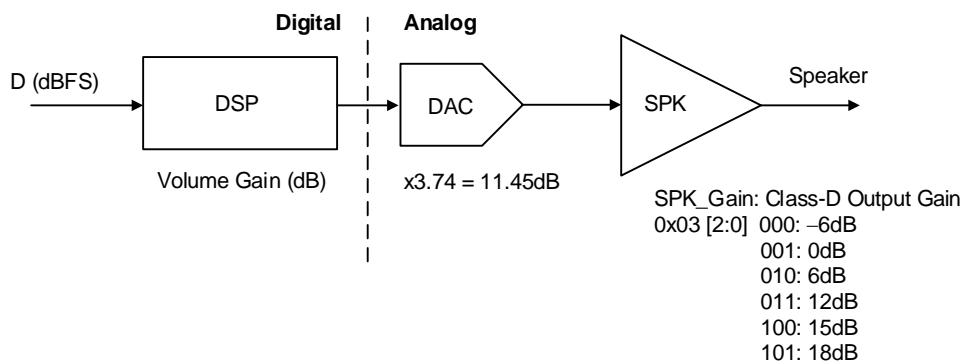 Digital
Analog
D (dBFS)
DSP
DAC
SPK
Speaker
Volume Gain (dB)
x3.74 = 11.45dB
SPK_Gain: Class-D Output Gain
0x03 [2:0] 000: –6dB
001: 0dB
010: 6dB
011: 12dB
100: 15dB
101: 18dB